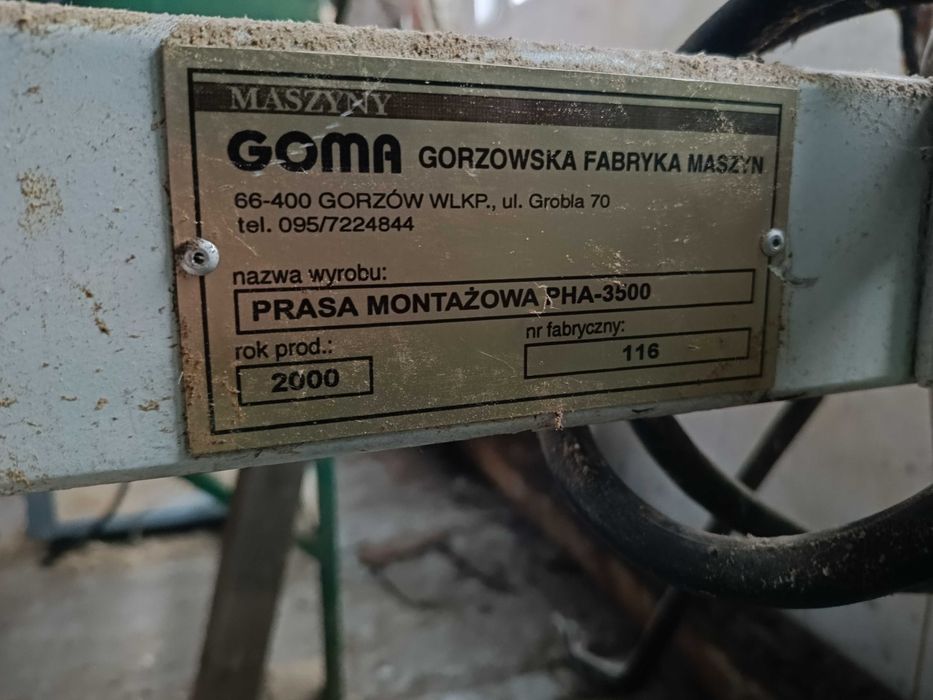 MASZYNY
GOMA GORZOWSKA FABRYKA MASZYN
66-400 GORZÓW WLKP., ul. Grobla 70
tel. 095/7224844
nazwa wyrobu:
PRASA MONTAŻOWA PHA-3500
rok prod.:
2000
nr fabryczny:
116